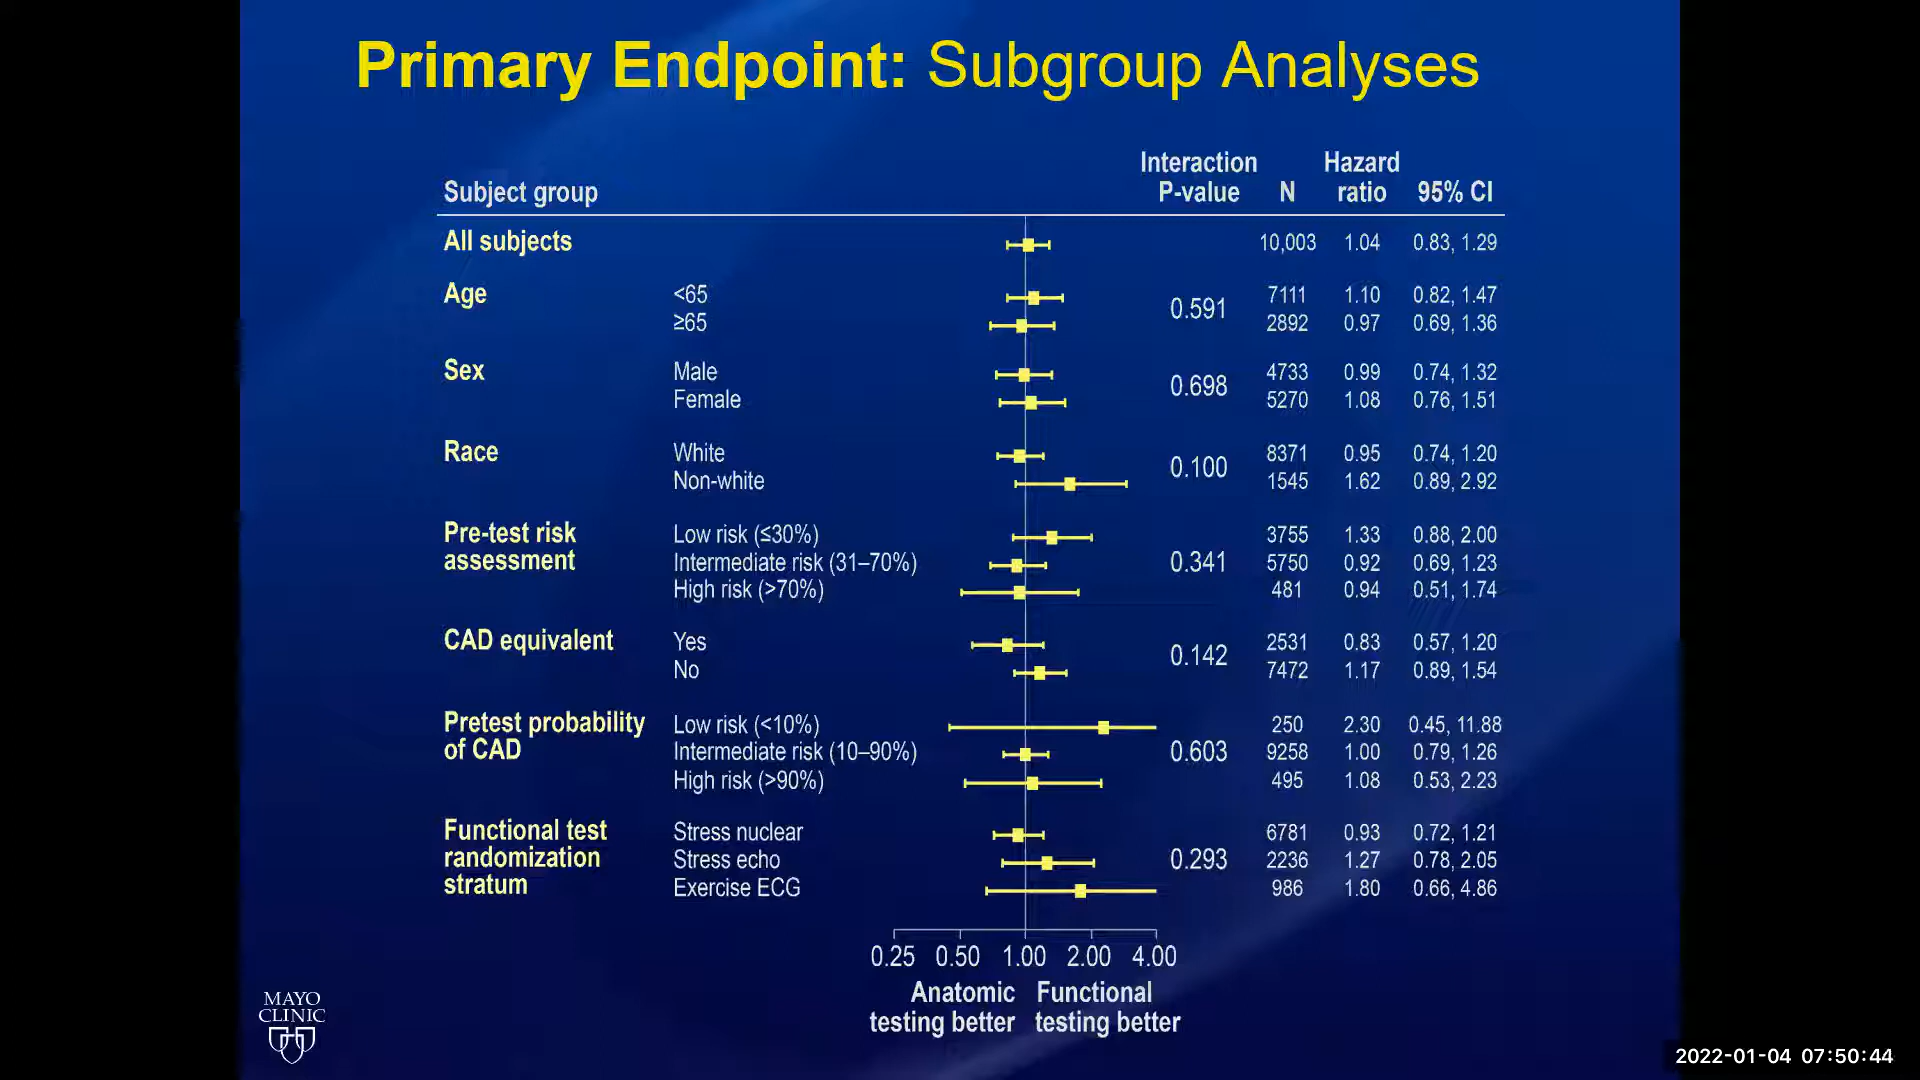 Primary Endpoint: Subgroup Analyses
Interaction Hazard
Subject group P-value N ratio 95% CI
All subjects 10,003 1.04 0.83, 1.29
Age <65 7111 1.10 0.82, 1.47
0.591
≥65 2892 0.97 0.69, 1.36
Sex Male 4733 0.99 0.74, 1.32
0.698
Female 5270 1.08 0.76, 1.51
Race White 8371 0.95 0.74, 1.20
0.100
Non-white 1545 1.62 0.89, 2.92
Pre-test risk Low risk (≤30%) 3755 1.33 0.88, 2.00
assessment Intermediate risk (31–70%) 0.341 5750 0.92 0.69, 1.23
High risk (>70%) 481 0.94 0.51, 1.74
CAD equivalent Yes 2531 0.83 0.57, 1.20
0.142
No 7472 1.17 0.89, 1.54
Pretest probability Low risk (<10%) 250 2.30 0.45, 11.88
of CAD Intermediate risk (10–90%) 0.603 9258 1.00 0.79, 1.26
High risk (>90%) 495 1.08 0.53, 2.23
Functional test Stress nuclear 6781 0.93 0.72, 1.21
randomization Stress echo 0.293 2236 1.27 0.78, 2.05
stratum Exercise ECG 986 1.80 0.66, 4.86
0.25 0.50 1.00 2.00 4.00
Anatomic Functional
testing better testing better
MAYO
CLINIC
2022-01-04 07:50:44